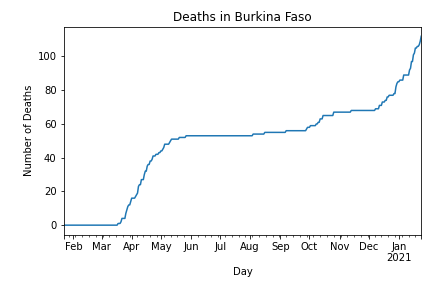 Deaths in Burkina Faso
Number of Deaths
100
80
60
40
20
0
Feb Mar Apr May Jun Jul Aug Sep Oct Nov Dec Jan
2021
Day